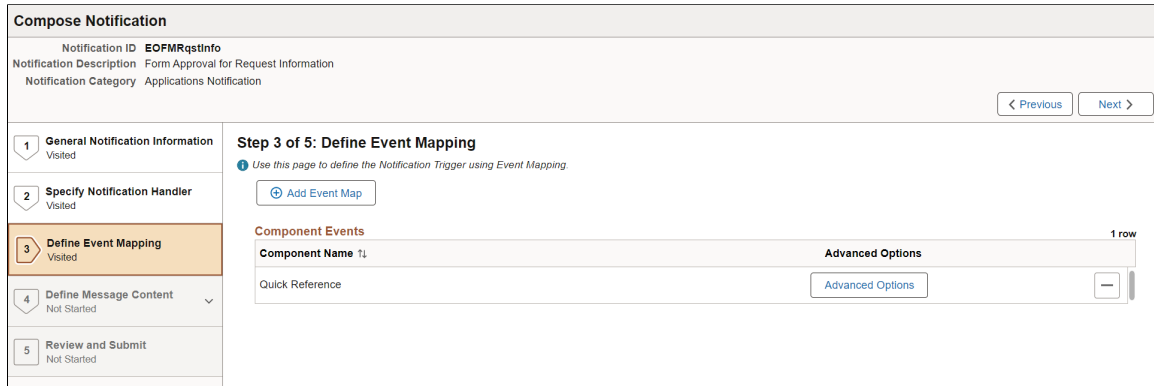 Compose Notification
Notification ID EOFMRqstInfo
Notification Description Form Approval for Request Information
Notification Category Applications Notification
Previous Next
1 General Notification Information
Visited
2 Specify Notification Handler
Visited
3 Define Event Mapping
Visited
4 Define Message Content
Not Started
5 Review and Submit
Not Started
Step 3 of 5: Define Event Mapping
Use this page to define the Notification Trigger using Event Mapping.
Add Event Map
Component Events 1 row
Component Name Advanced Options
Quick Reference Advanced Options